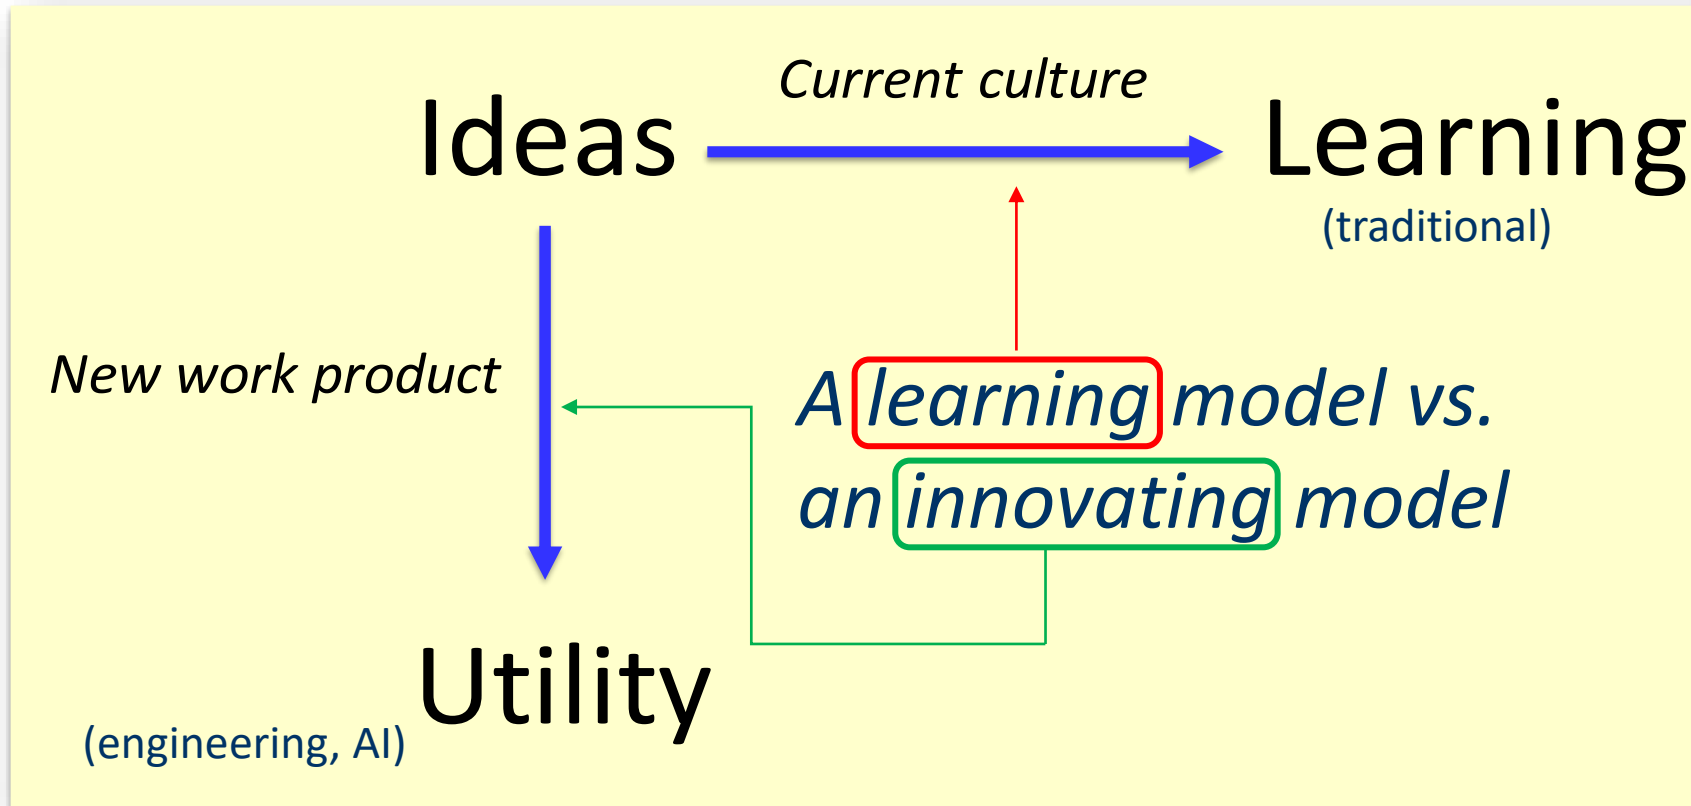 Current culture
Ideas
Learning
(traditional)
New work product
A learning model vs.
an innovating model
Utility
(engineering, AI)